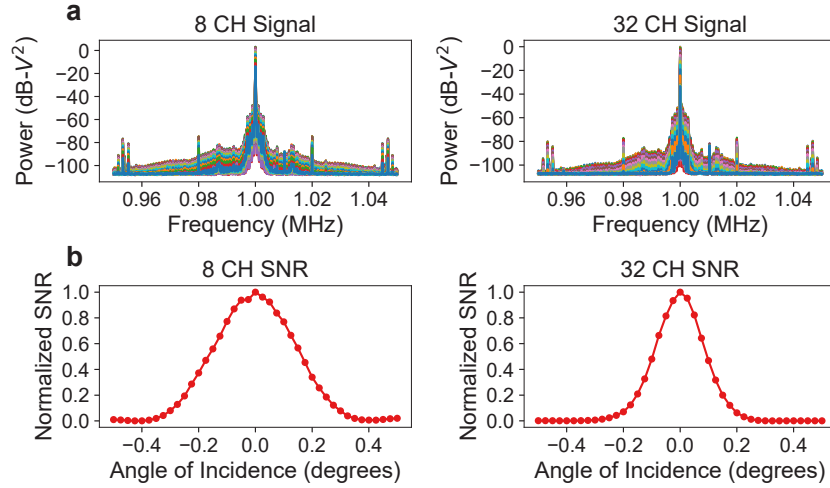 a
8 CH Signal
32 CH Signal
Power (dB-V²)
0
−20
−40
−60
−80
−100
0.96 0.98 1.00 1.02 1.04
Frequency (MHz)
Power (dB-V²)
0
−20
−40
−60
−80
−100
0.96 0.98 1.00 1.02 1.04
Frequency (MHz)
b
8 CH SNR
32 CH SNR
Normalized SNR
1.0
0.8
0.6
0.4
0.2
0.0
−0.4 −0.2 0.0 0.2 0.4
Angle of Incidence (degrees)
Normalized SNR
1.0
0.8
0.6
0.4
0.2
0.0
−0.4 −0.2 0.0 0.2 0.4
Angle of Incidence (degrees)